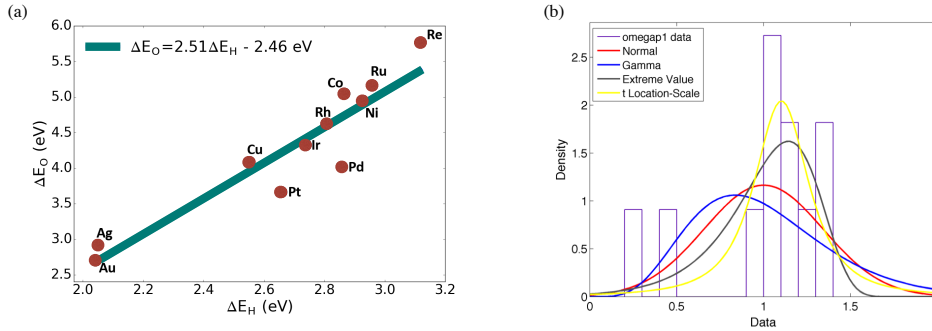 (a)
6.0
5.5
5.0
4.5
4.0
3.5
3.0
2.5
ΔE_O (eV)
ΔE_O=2.51ΔE_H - 2.46 eV
Re
Ru
Co
Ni
Rh
Ir
Cu
Pd
Pt
Ag
Au
2.0 2.2 2.4 2.6 2.8 3.0 3.2
ΔE_H (eV)
(b)
omegap1 data
Normal
Gamma
Extreme Value
t Location-Scale
2.5
2
1.5
1
0.5
0
Density
0 0.5 1 1.5
Data